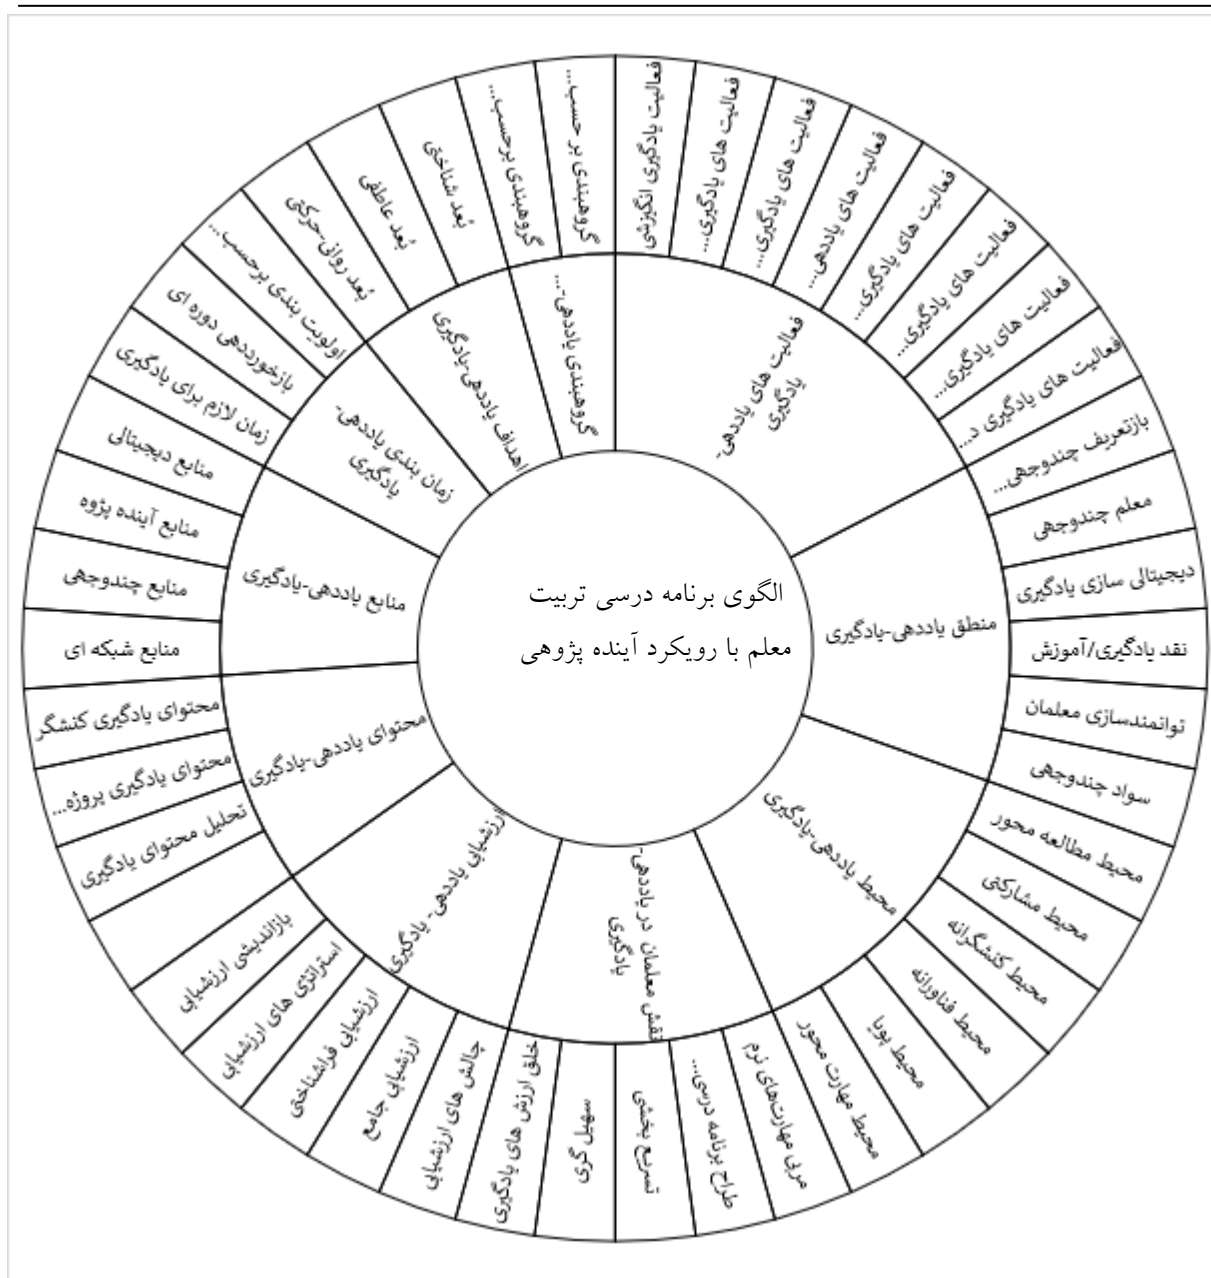 الگوی برنامه درسی تربیت
معلم با رویکرد آینده پژوهی
فعالیت های یاددهی-
یادگیری
منطق یاددهی-یادگیری
محیط یاددهی-یادگیری
نقش معلمان در یاددهی-
یادگیری
ارزشیابی یاددهی- یادگیری
محتوای یاددهی-یادگیری
منابع یاددهی-یادگیری
زمان بندی یاددهی-
یادگیری
اهداف یاددهی-یادگیری
گروهبندی یاددهی-...
فعالیت یادگیری انگیزشی
فعالیت های یادگیری...
فعالیت های یادگیری...
فعالیت های یاددهی...
فعالیت های یادگیری...
فعالیت های یادگیری...
فعالیت های یادگیری...
فعالیت های یادگیری د...
بازتعریف چندوجهی...
معلم چندوجهی
دیجیتالی سازی یادگیری
نقد یادگیری/آموزش
توانمندسازی معلمان
سواد چندوجهی
محیط مطالعه محور
محیط مشارکتی
محیط کنشگرانه
محیط فناورانه
محیط پویا
محیط مهارت محور
مربی مهارت‌های نرم
طراح برنامه درسی...
تسریع بخشی
سهیل گری
خلق ارزش های یادگیری
چالش های ارزشیابی
ارزشیابی جامع
ارزشیابی فراشناختی
استراتژی های ارزشیابی
بازاندیشی ارزشیابی
تحلیل محتوای یادگیری
محتوای یادگیری پروژه...
محتوای یادگیری کنشگر
منابع شبکه ای
منابع چندوجهی
منابع آینده پژوه
منابع دیجیتالی
زمان لازم برای یادگیری
بازخورددهی دوره ای
اولویت بندی برحسب...
بُعد روانی-حرکتی
بُعد عاطفی
بُعد شناختی
گروهبندی برحسب...
گروهبندی بر حسب...